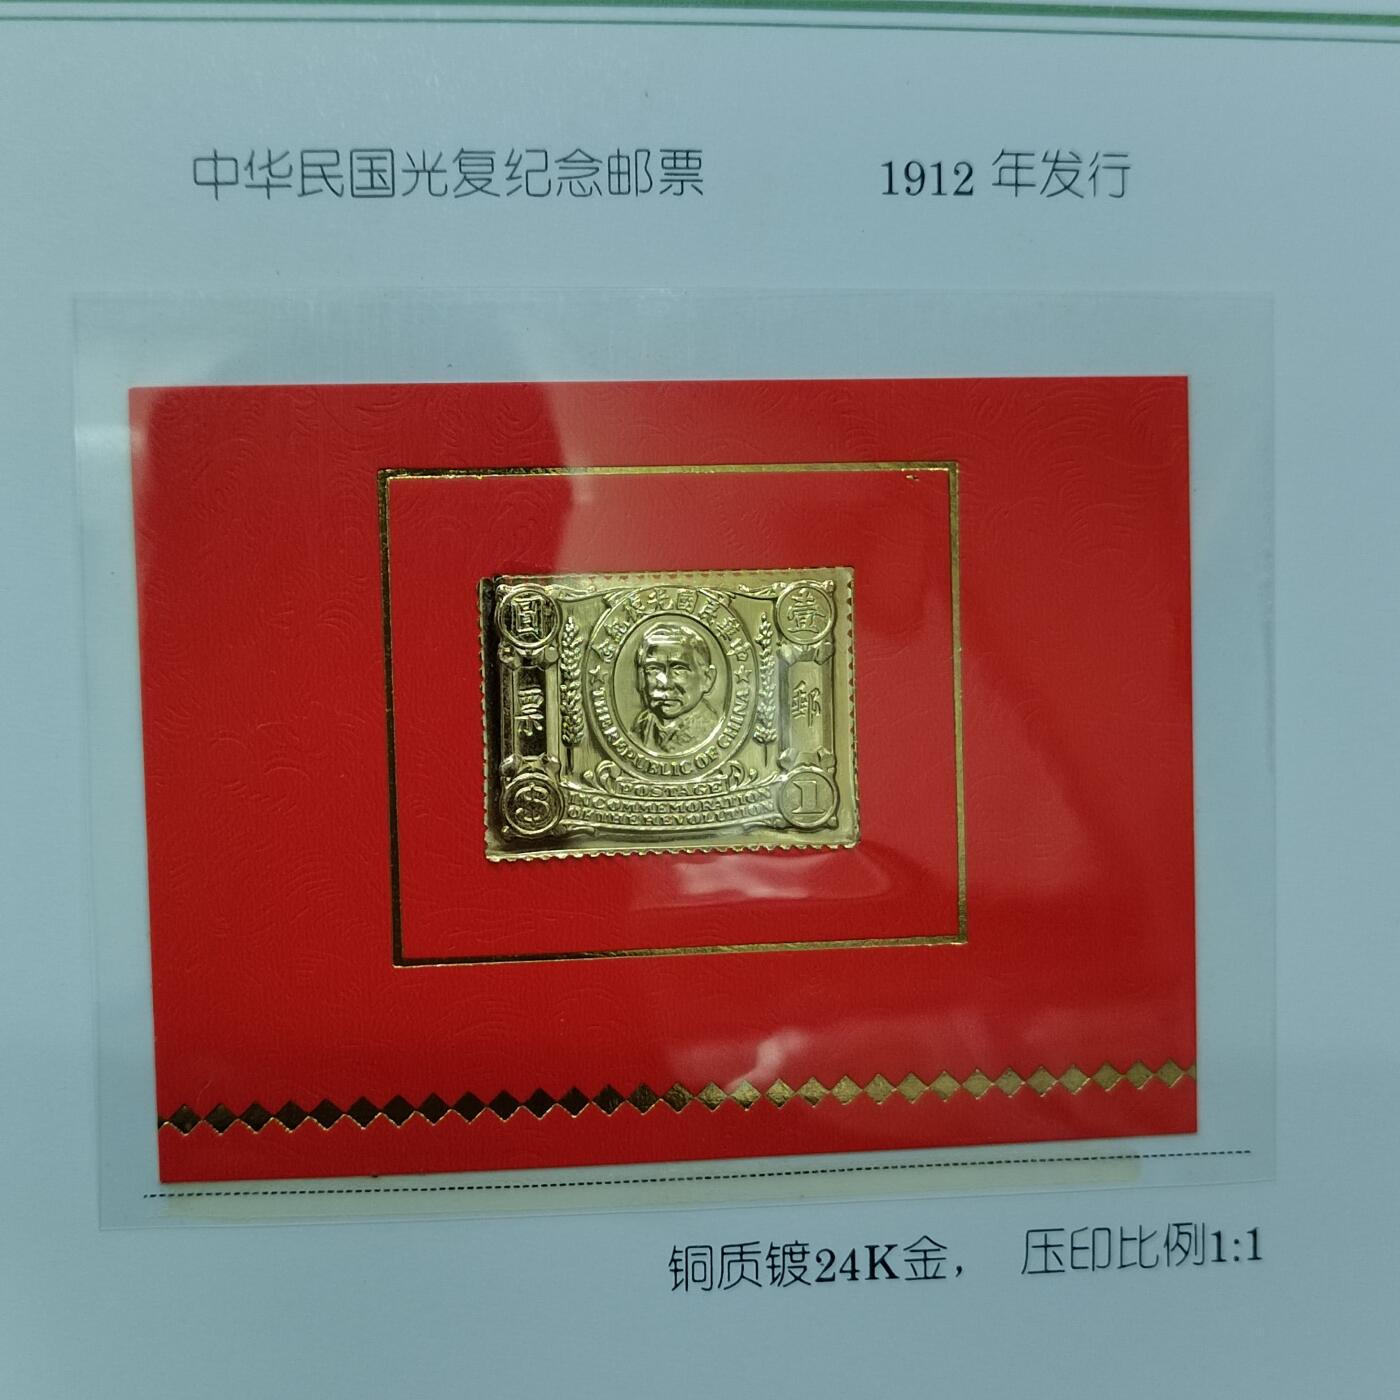 中华民国光复纪念邮票 1912 年发行
中華民國光復紀念
圓 壹
票 郵
THE REPUBLIC OF CHINA
POSTAGE
IN COMMEMORATION
OF THE REVOLUTION
$ 1
铜质镀24K金， 压印比例1:1